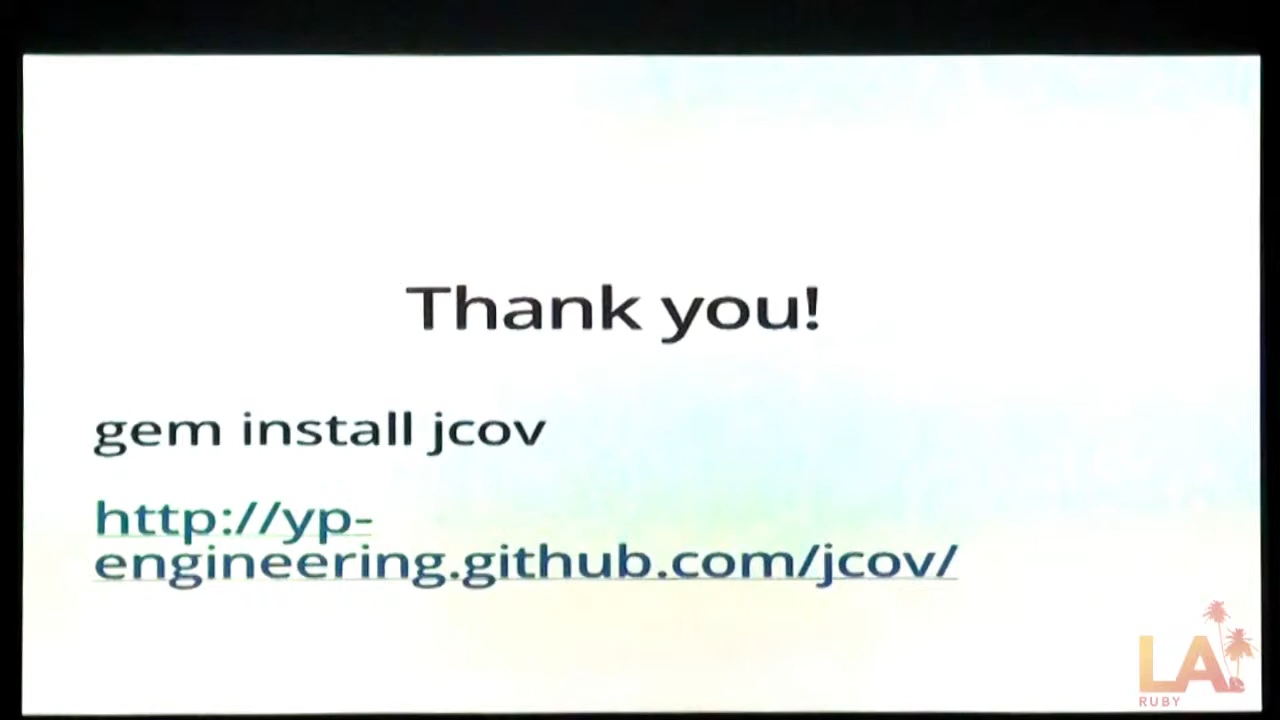 Thank you!
gem install jcov
http://yp-
engineering.github.com/jcov/
LA
RUBY